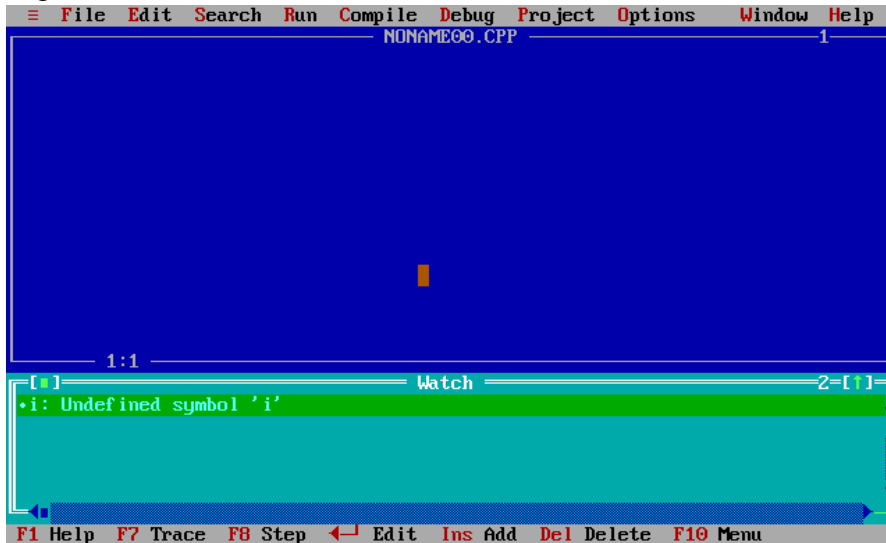 ≡ File Edit Search Run Compile Debug Project Options Window Help
NONAME00.CPP 1
1:1
[■] Watch 2=[↑]
•i: Undefined symbol 'i'
F1 Help F7 Trace F8 Step ←┘ Edit Ins Add Del Delete F10 Menu